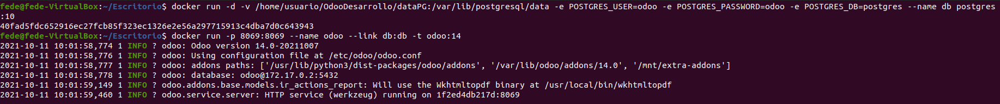 fede@fede-VirtualBox:~/Escritorio$ docker run -d -v /home/usuario/OdooDesarrollo/dataPG:/var/lib/postgresql/data -e POSTGRES_USER=odoo -e POSTGRES_PASSWORD=odoo -e POSTGRES_DB=postgres --name db postgres
:10
40fad5fdc652916ec27fcb85f323ec1326e2e56a297715913c4dba7d0c643943
fede@fede-VirtualBox:~/Escritorio$ docker run -p 8069:8069 --name odoo --link db:db -t odoo:14
2021-10-11 10:01:58,774 1 INFO ? odoo: Odoo version 14.0-20211007
2021-10-11 10:01:58,776 1 INFO ? odoo: Using configuration file at /etc/odoo/odoo.conf
2021-10-11 10:01:58,777 1 INFO ? odoo: addons paths: ['/usr/lib/python3/dist-packages/odoo/addons', '/var/lib/odoo/addons/14.0', '/mnt/extra-addons']
2021-10-11 10:01:58,778 1 INFO ? odoo: database: odoo@172.17.0.2:5432
2021-10-11 10:01:59,149 1 INFO ? odoo.addons.base.models.ir_actions_report: Will use the Wkhtmltopdf binary at /usr/local/bin/wkhtmltopdf
2021-10-11 10:01:59,460 1 INFO ? odoo.service.server: HTTP service (werkzeug) running on 1f2ed4db217d:8069